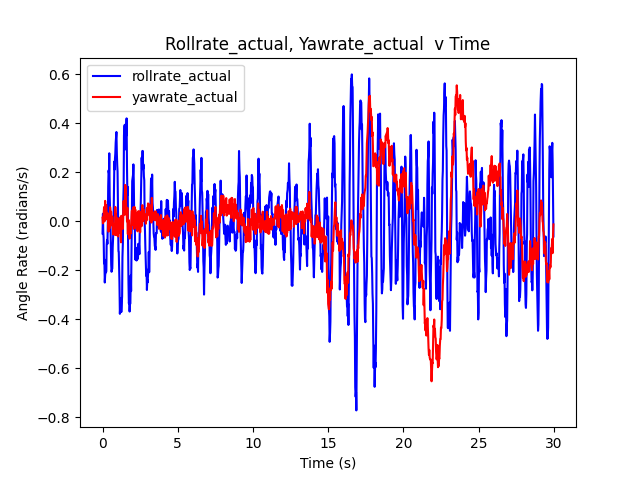 Rollrate_actual, Yawrate_actual  v Time
rollrate_actual
yawrate_actual
Angle Rate (radians/s)
0.6
0.4
0.2
0.0
−0.2
−0.4
−0.6
−0.8
0 5 10 15 20 25 30
Time (s)